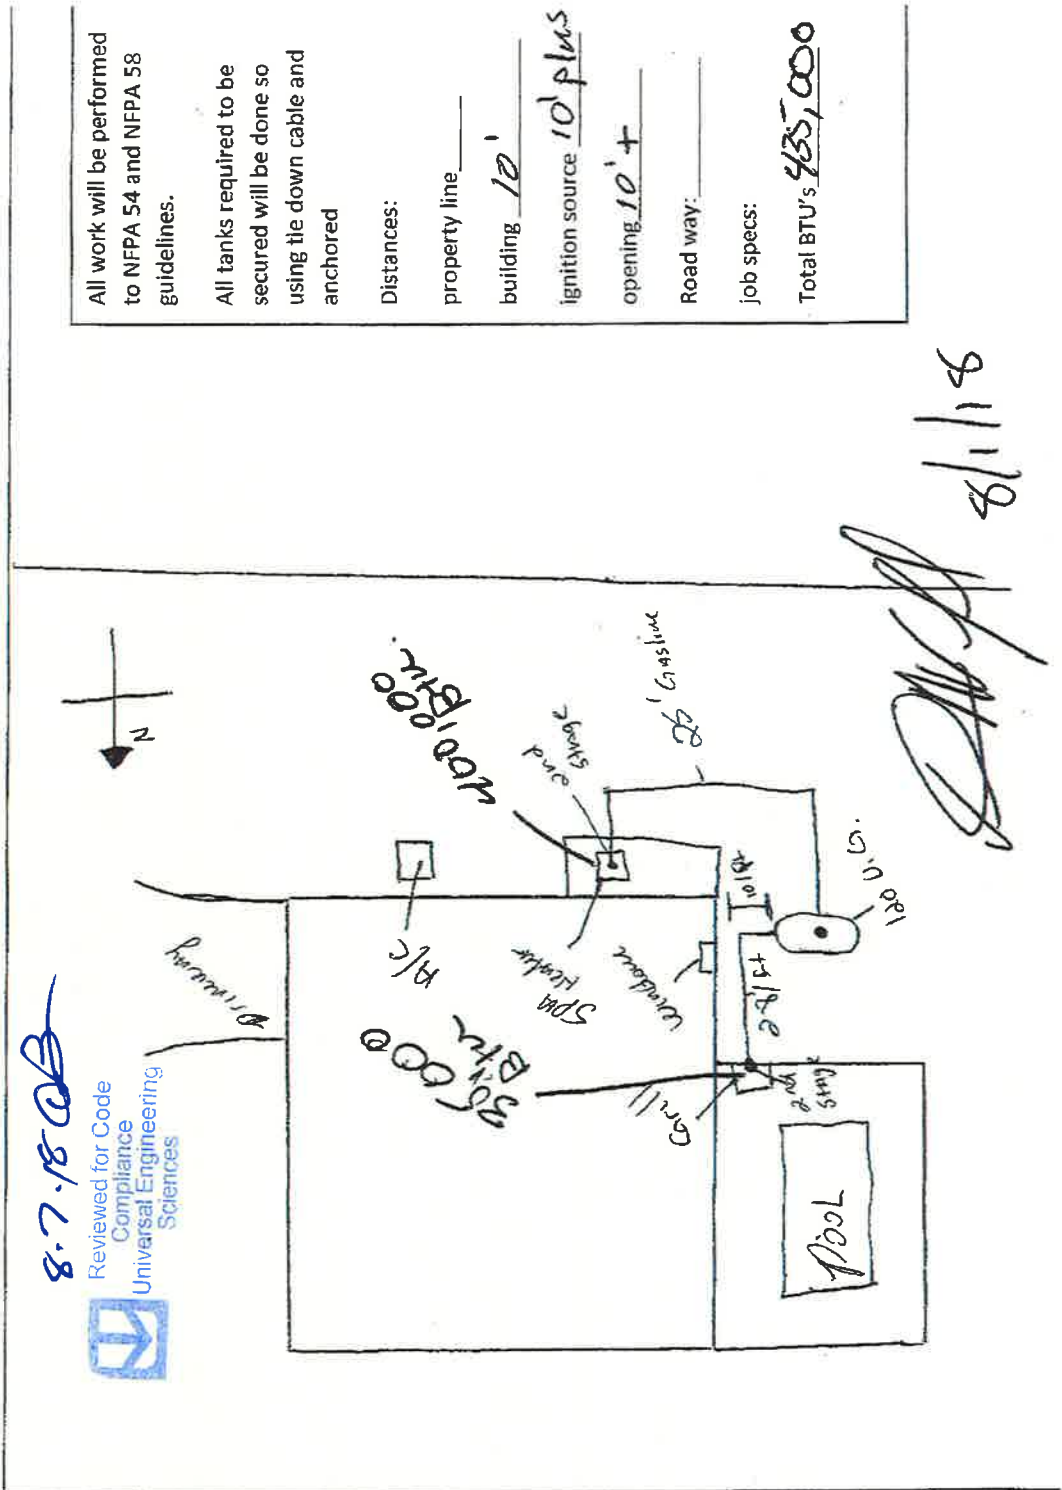 8-7-18
Reviewed for Code
Compliance
Universal Engineering
Sciences
N
Driveway
A/C
400,000
Btu.
Spa
Heater
2nd
Stage
25' Gasline
35,000
Btu
Grill
2nd
Stage
Window
28'/Ft
10'/Ft
120 U.G.
Pool
8/1/18
All work will be performed
to NFPA 54 and NFPA 58
guidelines.
All tanks required to be
secured will be done so
using tie down cable and
anchored
Distances:
property line
building 10'
ignition source 10' plus
opening 10' +
Road way:
job specs:
Total BTU's 435,000